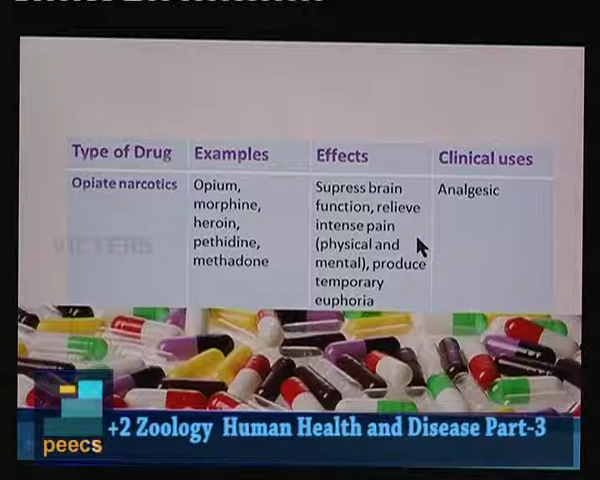 Type of Drug
Examples
Effects
Clinical uses
Opiate narcotics
Opium,
morphine,
heroin,
pethidine,
methadone
Supress brain
function, relieve
intense pain
(physical and
mental), produce
temporary
euphoria
Analgesic
VICTERS
peecs
+2 Zoology Human Health and Disease Part-3